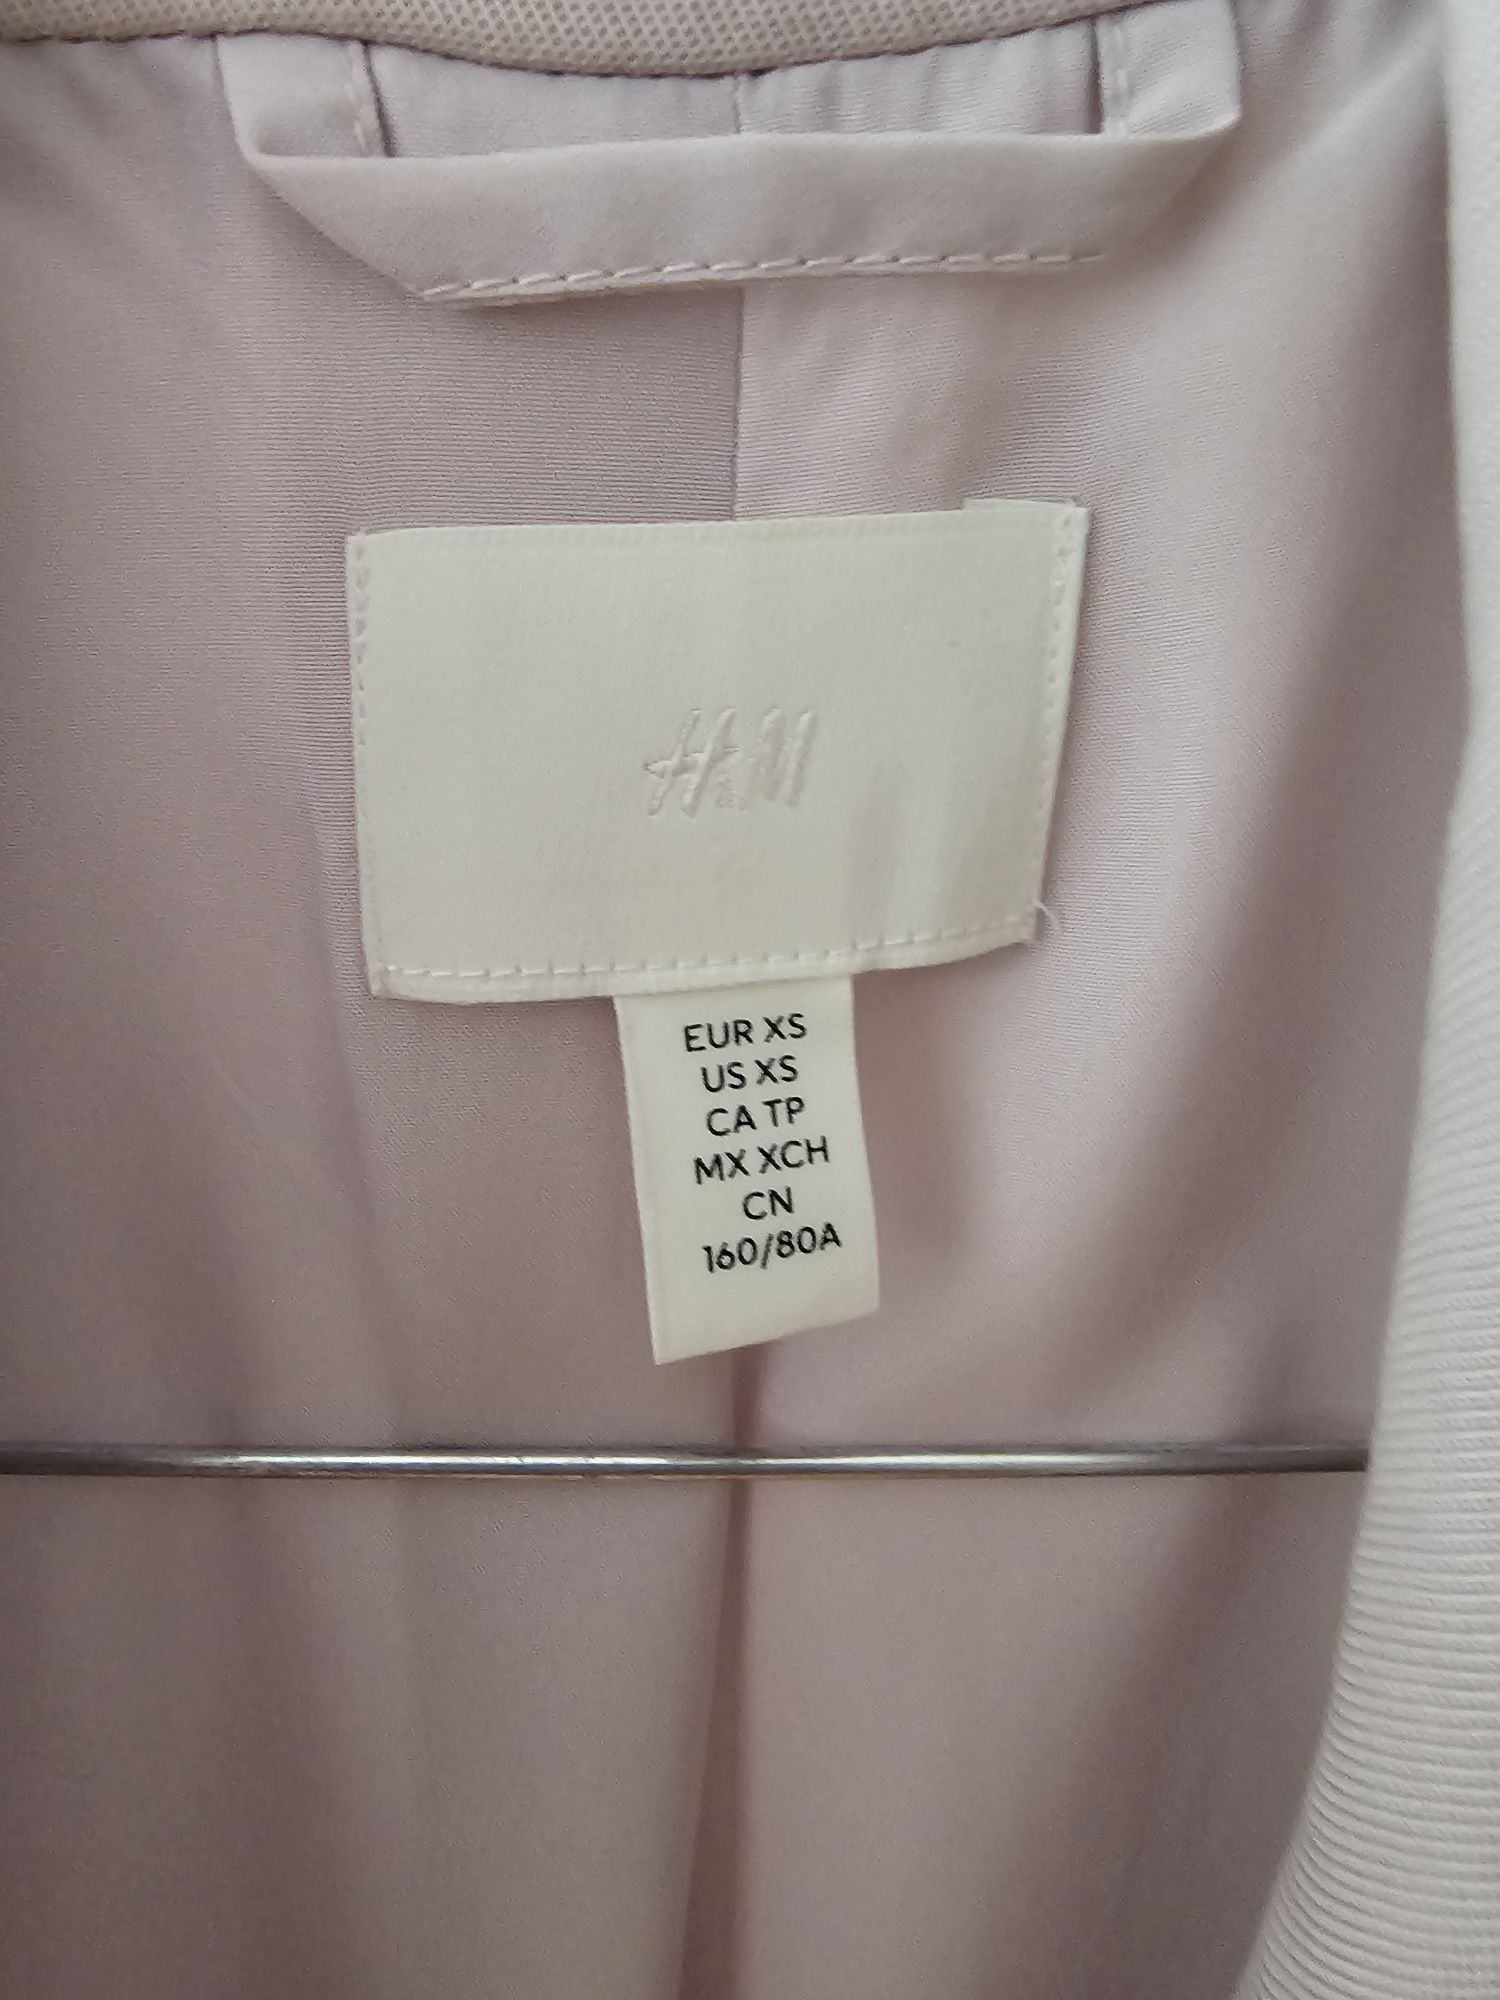 H&M
EUR XS
US XS
CA TP
MX XCH
CN
160/80A